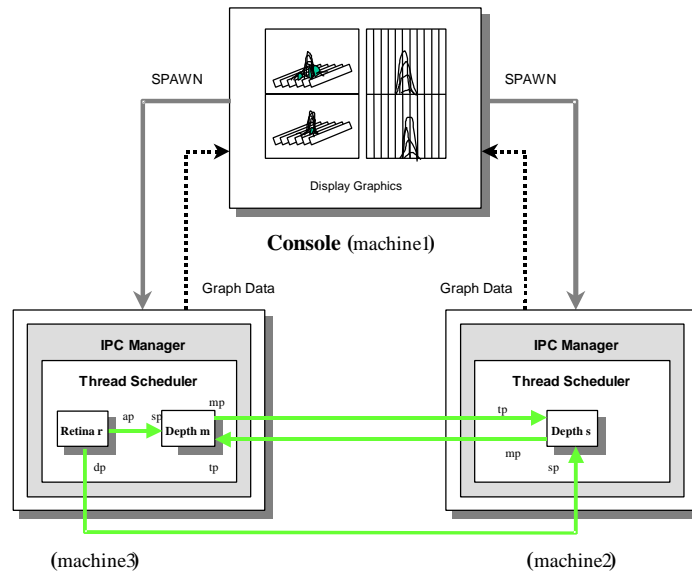 SPAWN
SPAWN
Display Graphics
Console (machine1)
Graph Data
Graph Data
IPC Manager
Thread Scheduler
Retina r
ap
sp
Depth m
mp
dp
tp
IPC Manager
Thread Scheduler
tp
Depth s
mp
sp
(machine3)
(machine2)